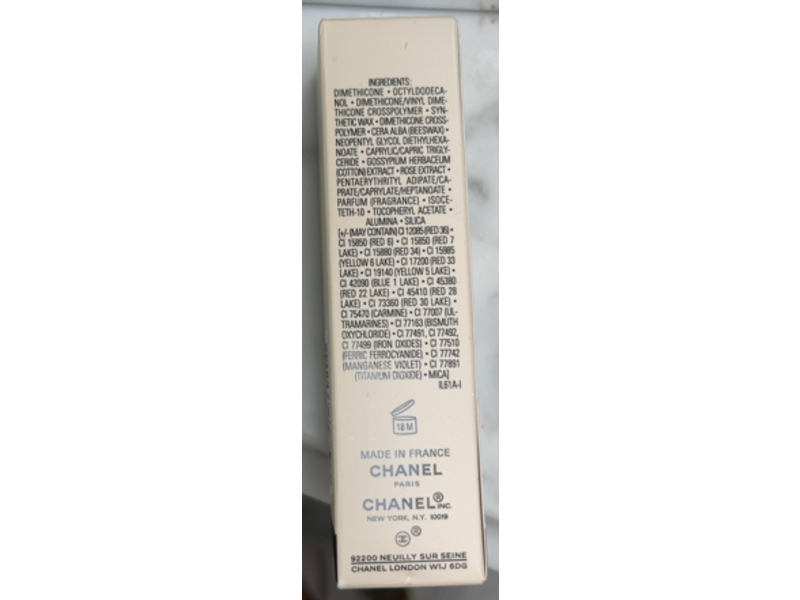 INGREDIENTS:
DIMETHICONE • OCTYLDODECA-
NOL • DIMETHICONE/VINYL DIME-
THICONE CROSSPOLYMER • SYN-
THETIC WAX • DIMETHICONE CROSS-
POLYMER • CERA ALBA (BEESWAX) •
NEOPENTYL GLYCOL DIETHYLHEXA-
NOATE • CAPRYLIC/CAPRIC TRIGLY-
CERIDE • GOSSYPIUM HERBACEUM
(COTTON) EXTRACT • ROSE EXTRACT •
PENTAERYTHRITYL ADIPATE/CA-
PRATE/CAPRYLATE/HEPTANOATE •
PARFUM (FRAGRANCE) • ISOCE-
TETH-10 • TOCOPHERYL ACETATE •
ALUMINA • SILICA
[+/- (MAY CONTAIN) CI 12085 (RED 36) •
CI 15850 (RED 6) • CI 15850 (RED 7
LAKE) • CI 15880 (RED 34) • CI 15985
(YELLOW 6 LAKE) • CI 17200 (RED 33
LAKE) • CI 19140 (YELLOW 5 LAKE) •
CI 42090 (BLUE 1 LAKE) • CI 45380
(RED 22 LAKE) • CI 45410 (RED 28
LAKE) • CI 73360 (RED 30 LAKE) •
CI 75470 (CARMINE) • CI 77007 (UL-
TRAMARINES) • CI 77163 (BISMUTH
OXYCHLORIDE) • CI 77491, CI 77492,
CI 77499 (IRON OXIDES) • CI 77510
(FERRIC FERROCYANIDE) • CI 77742
(MANGANESE VIOLET) • CI 77891
(TITANIUM DIOXIDE) • MICA]
IL61A-I
18 M
MADE IN FRANCE
CHANEL
PARIS
CHANEL® INC.
NEW YORK, N.Y. 10019
®
92200 NEUILLY SUR SEINE
CHANEL LONDON W1J 6DG